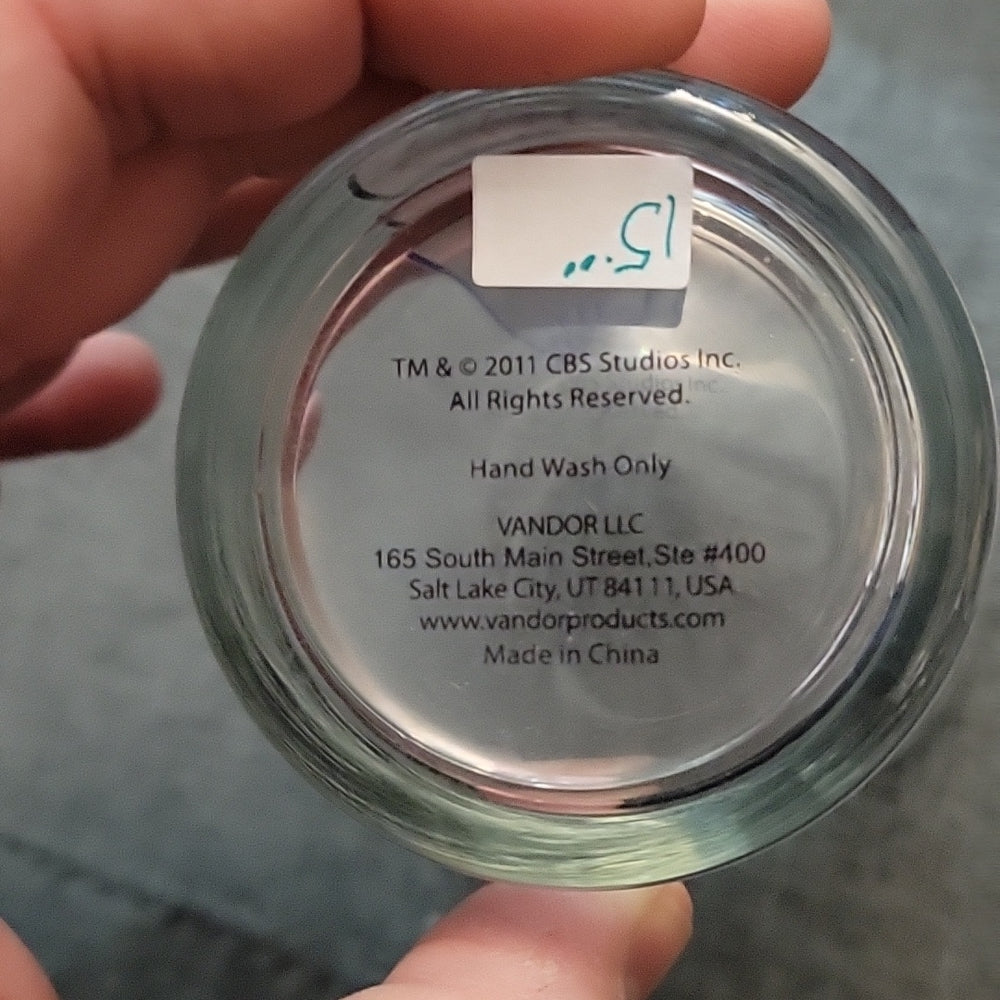 15.00
TM & © 2011 CBS Studios Inc.
All Rights Reserved.
Hand Wash Only
VANDOR LLC
165 South Main Street,Ste #400
Salt Lake City, UT 84111, USA
www.vandorproducts.com
Made in China